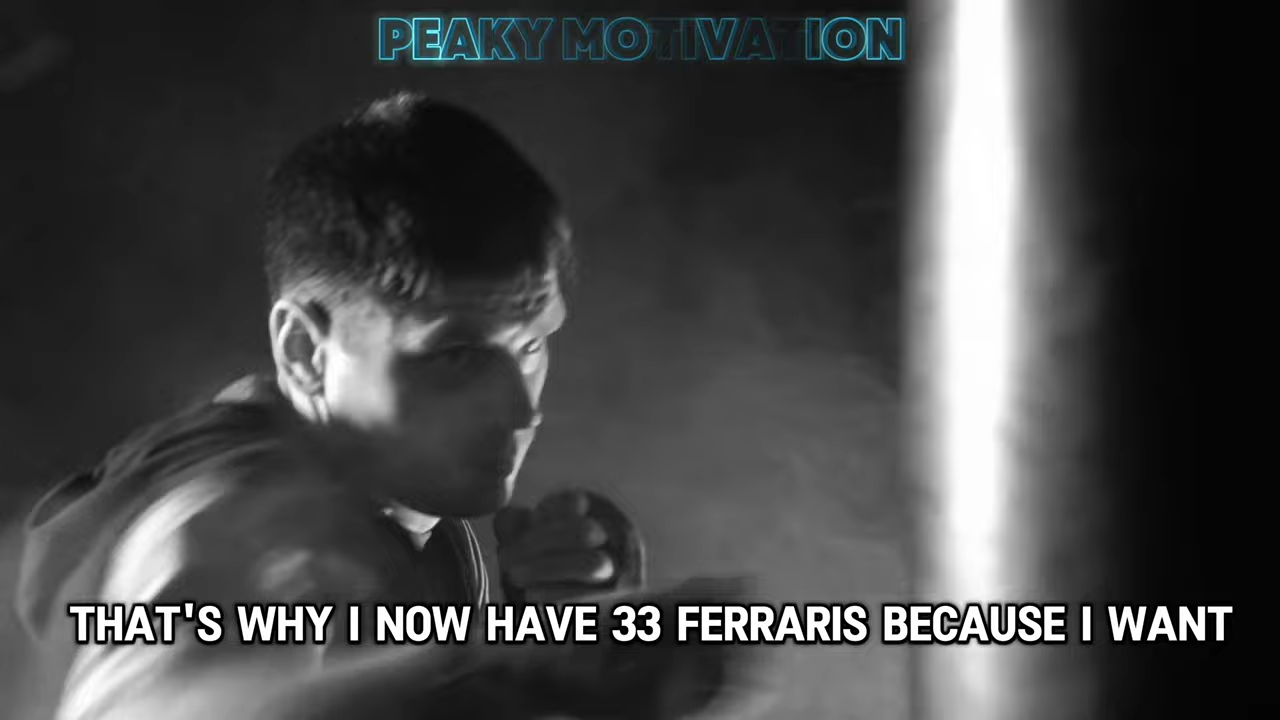 PEAKY MOTIVATION
THAT'S WHY I NOW HAVE 33 FERRARIS BECAUSE I WANT